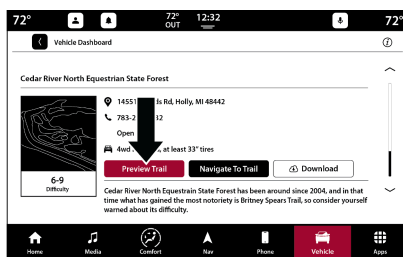 72° 72° 12:32 72°
OUT
Vehicle Dashboard
Cedar River North Equestrian State Forest
14551 Rd, Holly, MI 48442
783-2 32
Open
4wd at least 33" tires
Preview Trail Navigate To Trail Download
6-9
Difficulty
Cedar River North Equestrain State Forest has been around since 2004, and in that
time what has gained the most notoriety is Britney Spears Trail, so consider yourself
warned about its difficulty.
Home Media Comfort Nav Phone Vehicle Apps